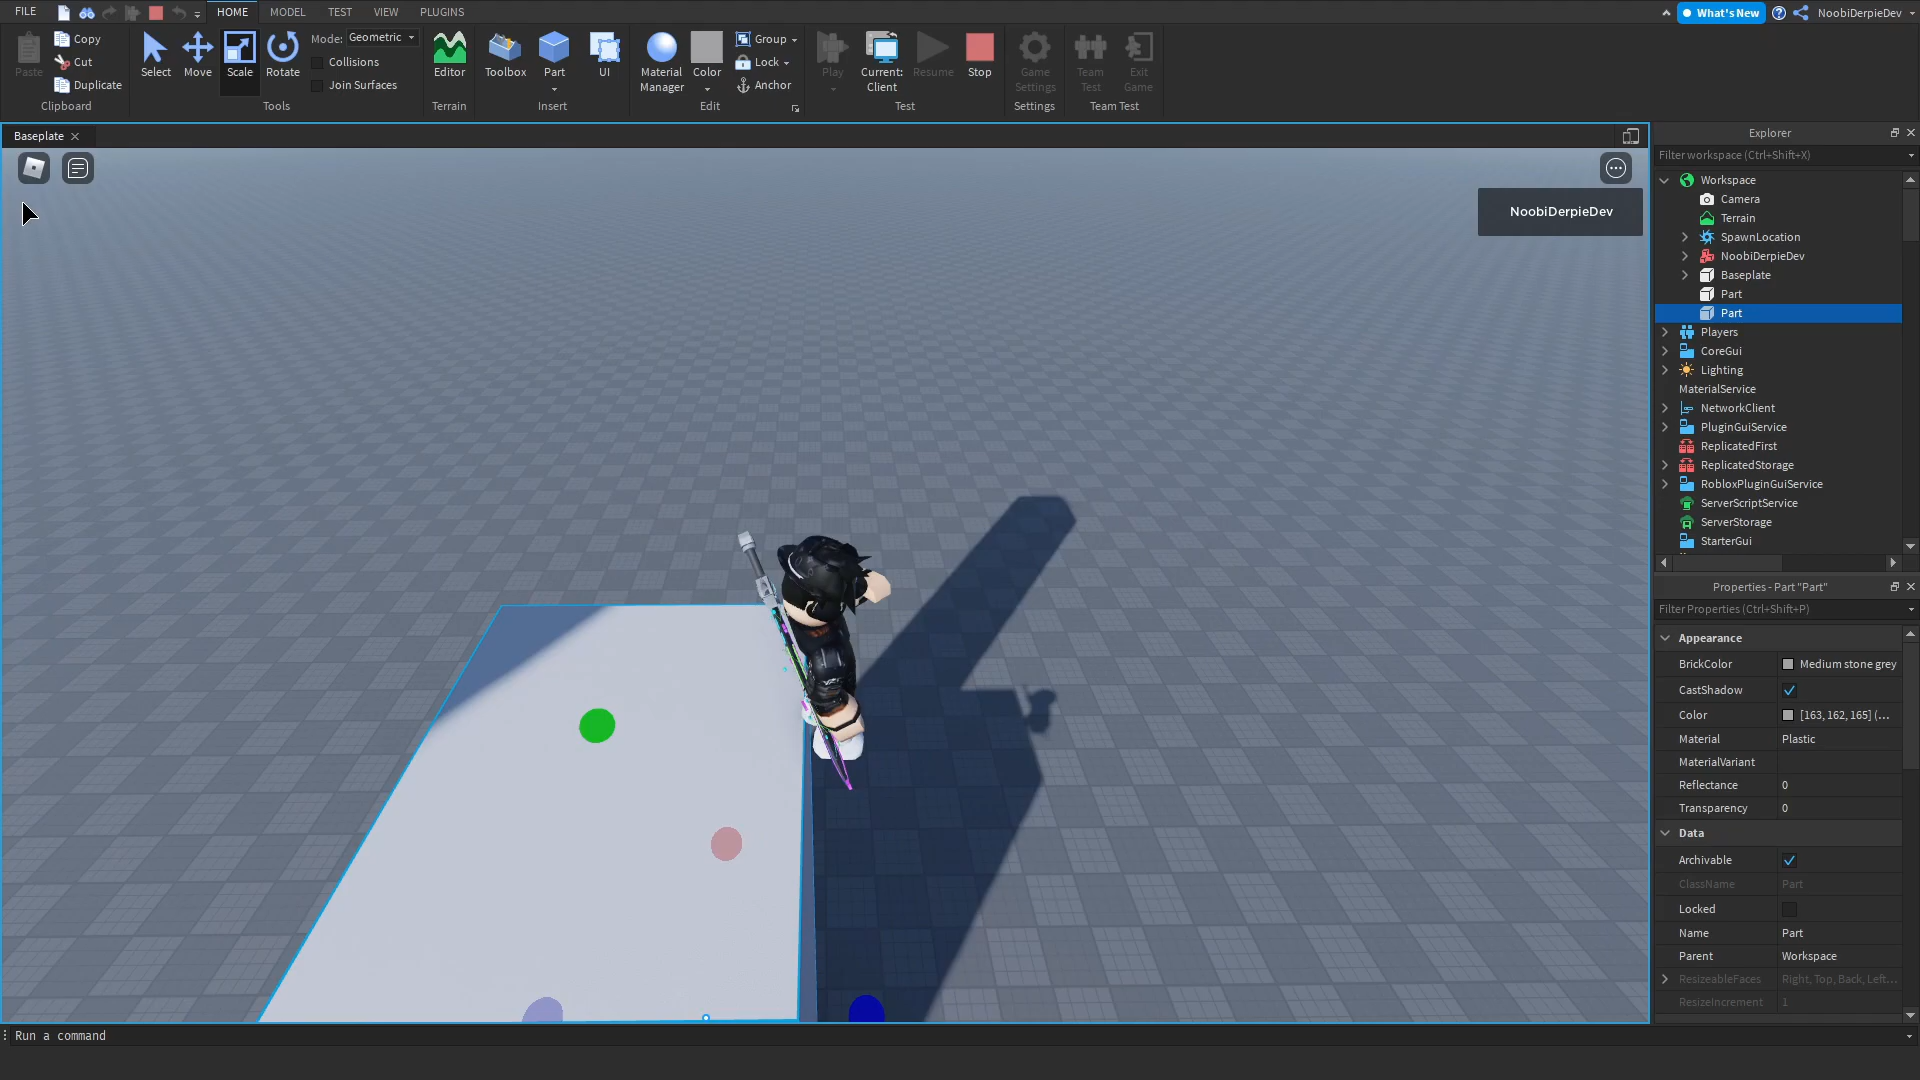 FILE
HOME
MODEL
TEST
VIEW
PLUGINS
What's New
NoobiDerpieDev
Paste
Copy
Cut
Duplicate
Clipboard
Select
Move
Scale
Rotate
Mode: Geometric
Collisions
Join Surfaces
Tools
Editor
Terrain
Toolbox
Part
UI
Insert
Material
Manager
Color
Group
Lock
Anchor
Edit
Play
Current:
Client
Resume
Stop
Test
Game
Settings
Settings
Team
Test
Exit
Game
Team Test
Baseplate
NoobiDerpieDev
Explorer
Filter workspace (Ctrl+Shift+X)
Workspace
Camera
Terrain
SpawnLocation
NoobiDerpieDev
Baseplate
Part
Part
Players
CoreGui
Lighting
MaterialService
NetworkClient
PluginGuiService
ReplicatedFirst
ReplicatedStorage
RobloxPluginGuiService
ServerScriptService
ServerStorage
StarterGui
Properties - Part "Part"
Filter Properties (Ctrl+Shift+P)
Appearance
BrickColor Medium stone grey
CastShadow
Color [163, 162, 165] (...
Material Plastic
MaterialVariant
Reflectance 0
Transparency 0
Data
Archivable
ClassName Part
Locked
Name Part
Parent Workspace
ResizeableFaces Right, Top, Back, Left...
ResizeIncrement 1
Run a command